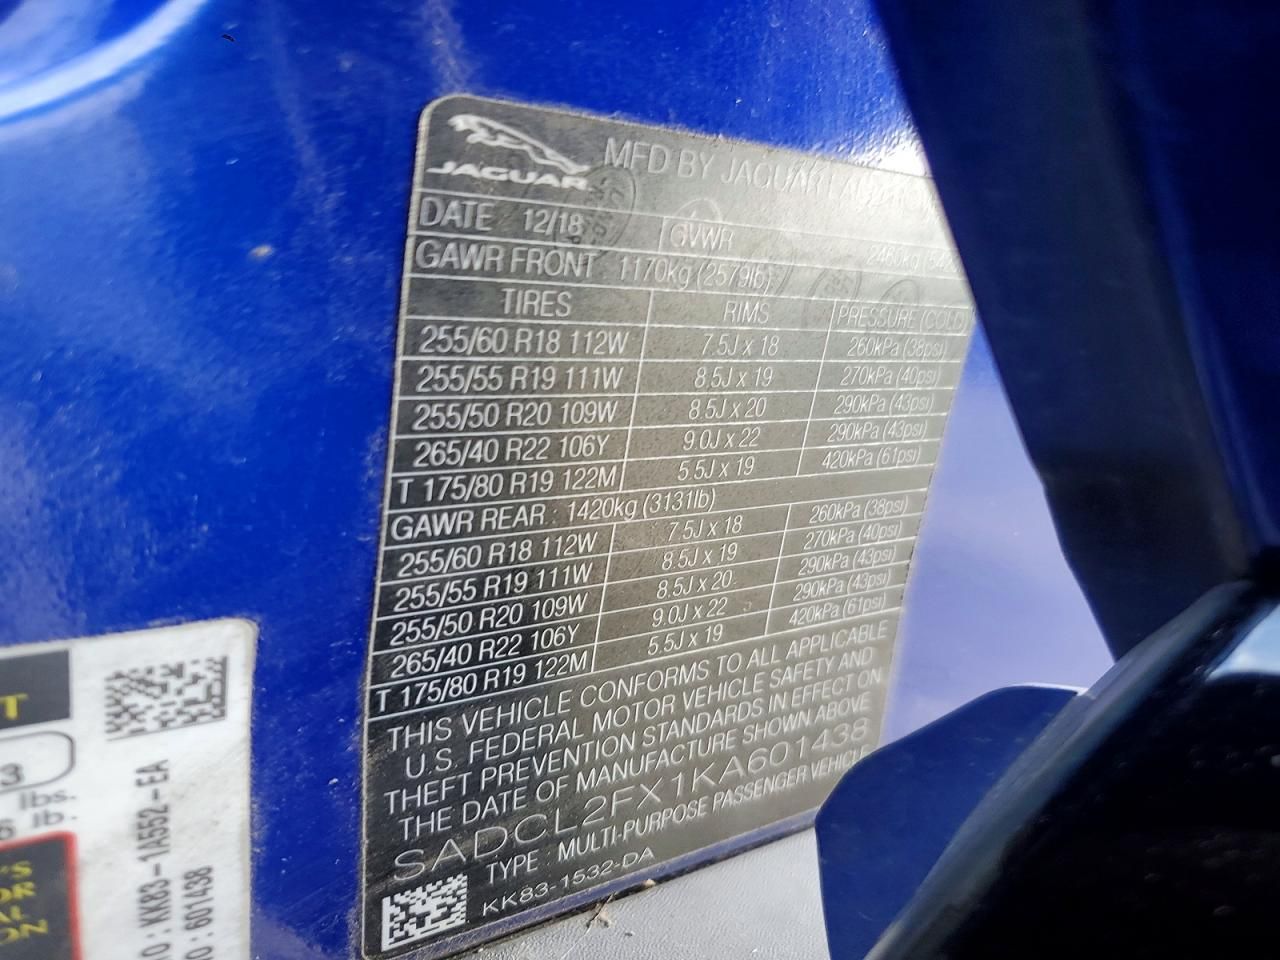 JAGUAR
MFD BY JAGUAR LAND ROVER
DATE 12/18 GVWR 2460kg
GAWR FRONT 1170kg (2579lb)
TIRES RIMS PRESSURE (COLD)
255/60 R18 112W 7.5J x 18 260kPa (38psi)
255/55 R19 111W 8.5J x 19 270kPa (40psi)
255/50 R20 109W 8.5J x 20 290kPa (43psi)
265/40 R22 106Y 9.0J x 22 290kPa (43psi)
T 175/80 R19 122M 5.5J x 19 420kPa (61psi)
GAWR REAR : 1420kg (3131lb)
255/60 R18 112W 7.5J x 18 260kPa (38psi)
255/55 R19 111W 8.5J x 19 270kPa (40psi)
255/50 R20 109W 8.5J x 20 290kPa (43psi)
265/40 R22 106Y 9.0J x 22 290kPa (43psi)
T 175/80 R19 122M 5.5J x 19 420kPa (61psi)
THIS VEHICLE CONFORMS TO ALL APPLICABLE
U.S. FEDERAL MOTOR VEHICLE SAFETY AND
THEFT PREVENTION STANDARDS IN EFFECT ON
THE DATE OF MANUFACTURE SHOWN ABOVE
SADCL2FX1KA601438
TYPE : MULTI-PURPOSE PASSENGER VEHICLE
KK83-1532-DA
T
3
lbs.
lb.
KK83-1A552-EA
601438